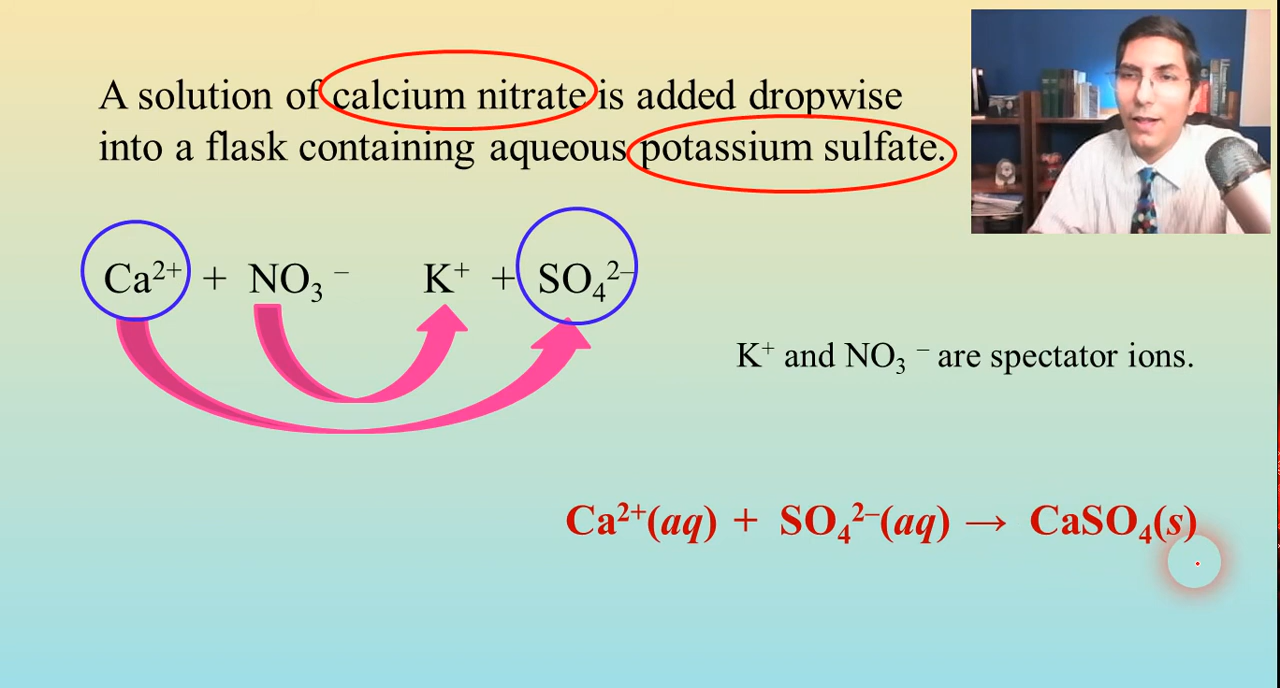 A solution of calcium nitrate is added dropwise
into a flask containing aqueous potassium sulfate.
Ca²⁺ + NO₃⁻ K⁺ + SO₄²⁻
K⁺ and NO₃⁻ are spectator ions.
Ca²⁺(aq) + SO₄²⁻(aq) → CaSO₄(s)